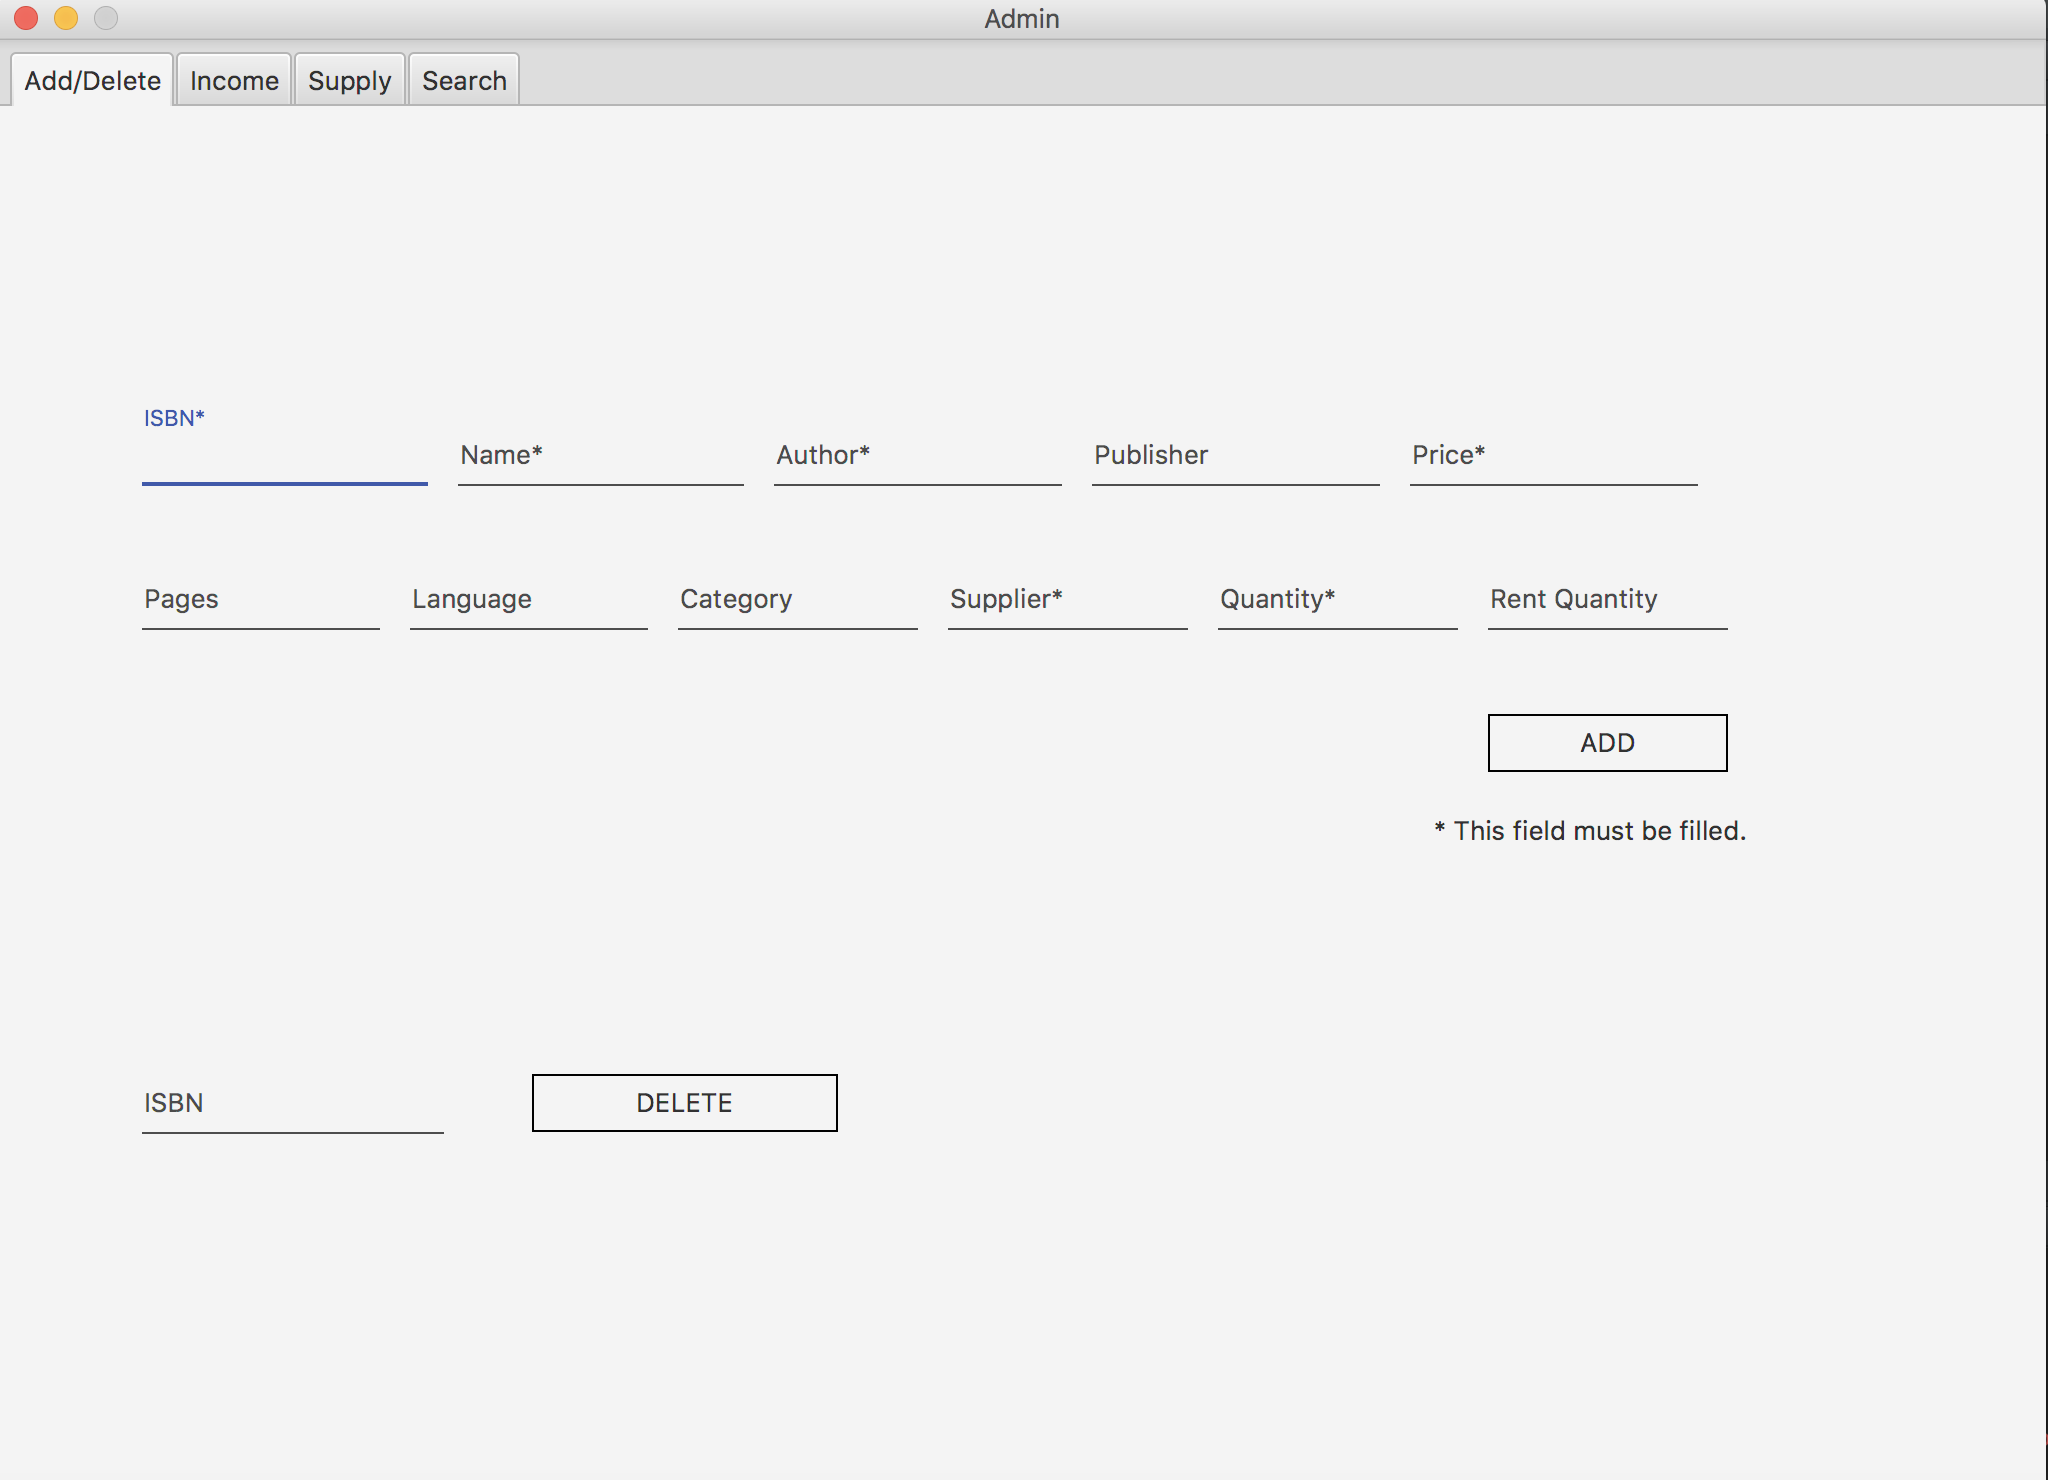 Admin
Add/Delete Income Supply Search
ISBN*
Name* Author* Publisher Price*
Pages Language Category Supplier* Quantity* Rent Quantity
ADD
* This field must be filled.
ISBN DELETE